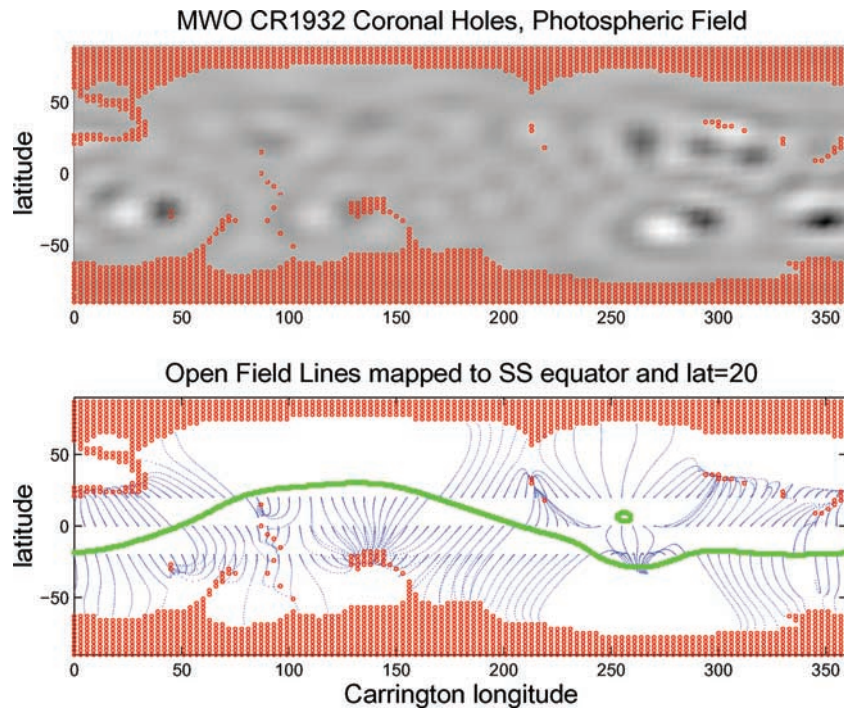 MWO CR1932 Coronal Holes, Photospheric Field
latitude
50
0
−50
0 50 100 150 200 250 300 350
Open Field Lines mapped to SS equator and lat=20
latitude
50
0
−50
0 50 100 150 200 250 300 350
Carrington longitude